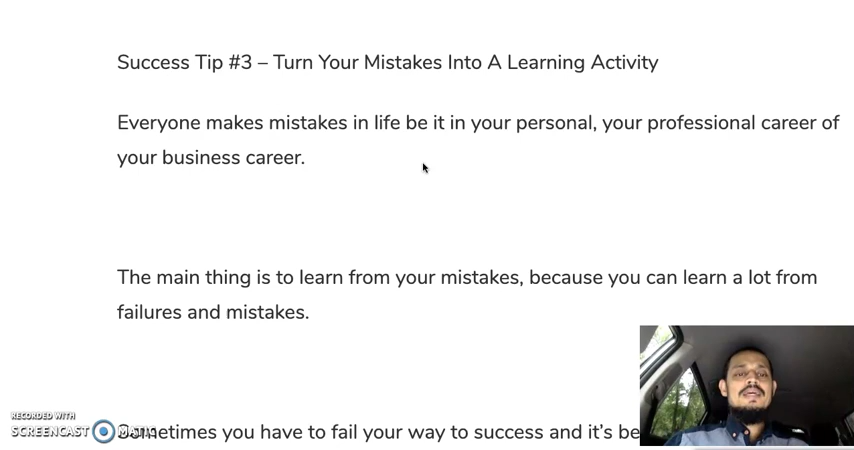 Success Tip #3 – Turn Your Mistakes Into A Learning Activity
Everyone makes mistakes in life be it in your personal, your professional career of
your business career.
The main thing is to learn from your mistakes, because you can learn a lot from
failures and mistakes.
RECORDED WITH
SCREENCAST MATIC
Sometimes you have to fail your way to success and it's be